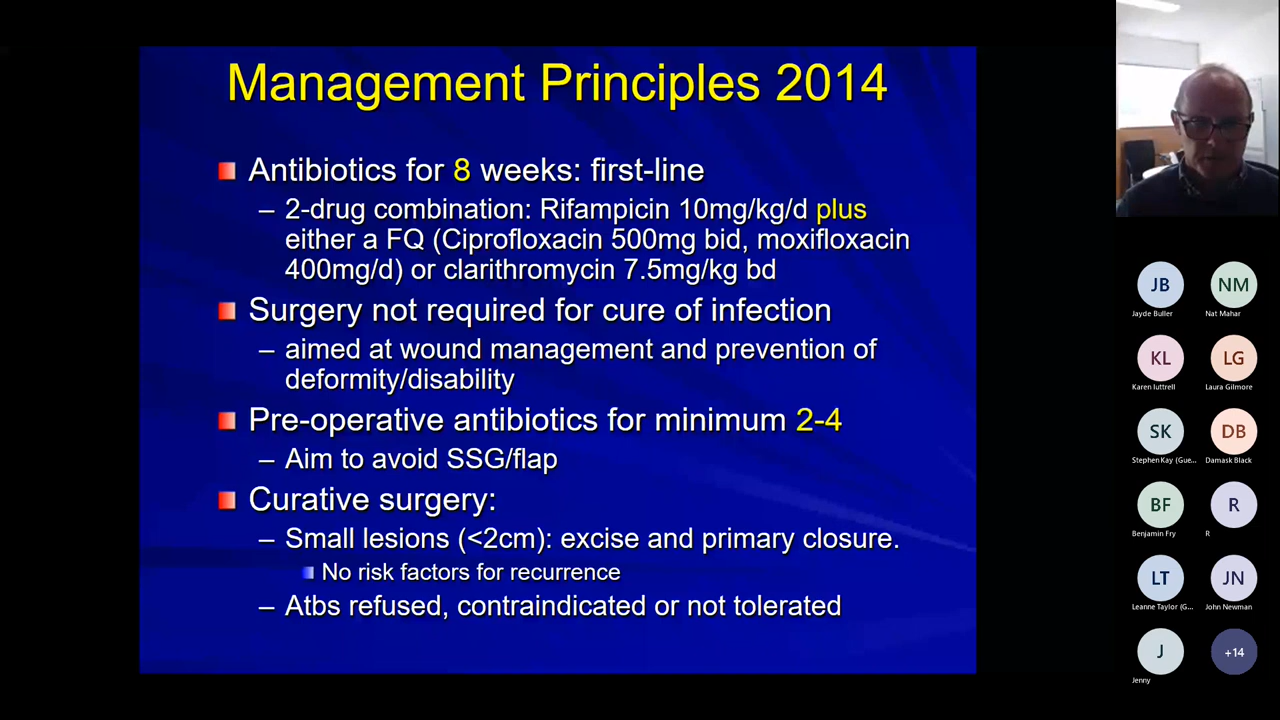 Management Principles 2014
Antibiotics for 8 weeks: first-line
– 2-drug combination: Rifampicin 10mg/kg/d plus
either a FQ (Ciprofloxacin 500mg bid, moxifloxacin
400mg/d) or clarithromycin 7.5mg/kg bd
Surgery not required for cure of infection
– aimed at wound management and prevention of
deformity/disability
Pre-operative antibiotics for minimum 2-4
– Aim to avoid SSG/flap
Curative surgery:
– Small lesions (<2cm): excise and primary closure.
No risk factors for recurrence
– Atbs refused, contraindicated or not tolerated
JB NM
Jayde Buller Nat Mahar
KL LG
Karen luttrell Laura Gilmore
SK DB
Stephen Kay (Gue... Damask Black
BF R
Benjamin Fry R
LT JN
Leanne Taylor (G... John Newman
J +14
Jenny